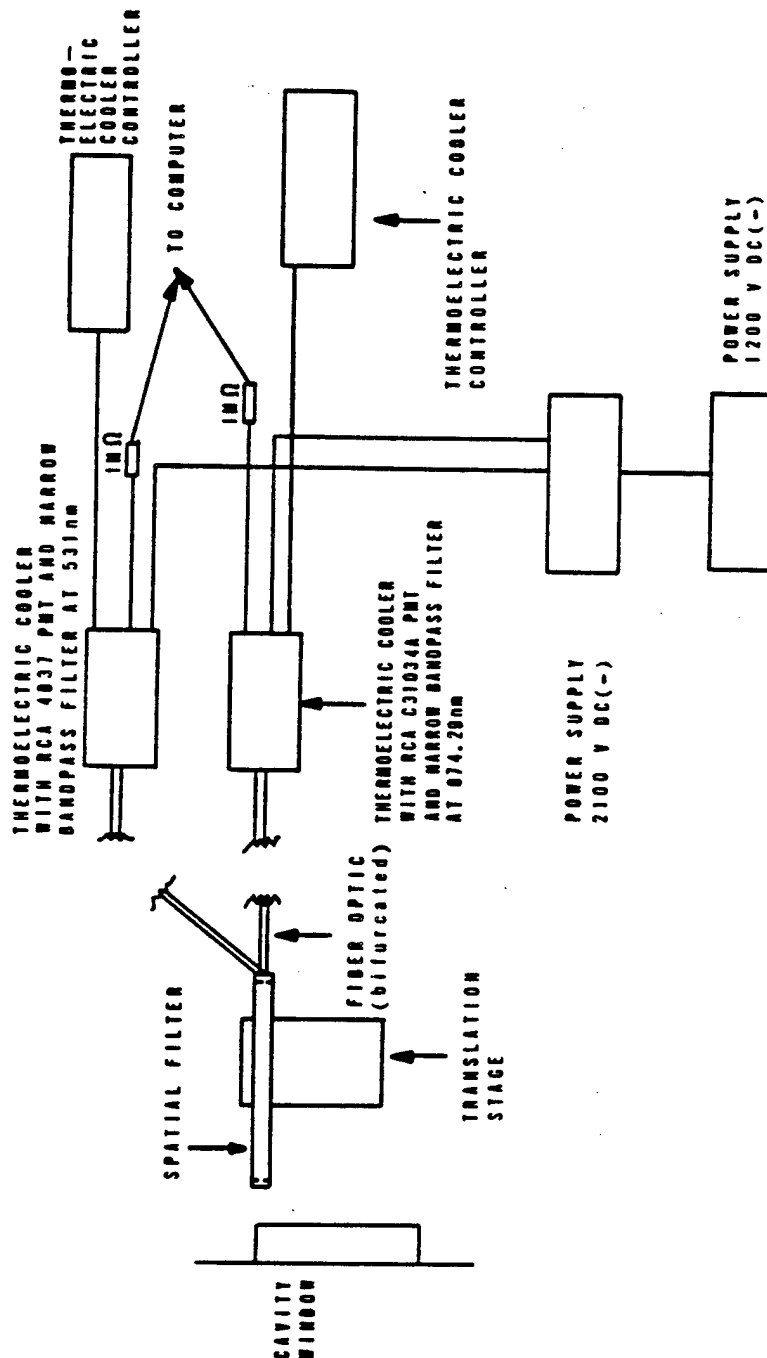 THERMO-
ELECTRIC
COOLER
CONTROLLER
TO COMPUTER
THERMOELECTRIC COOLER
CONTROLLER
1MΩ
1MΩ
THERMOELECTRIC COOLER
WITH RCA 4837 PMT AND NARROW
BANDPASS FILTER AT 531nm
THERMOELECTRIC COOLER
WITH RCA C31034A PMT
AND NARROW BANDPASS FILTER
AT 874.29nm
POWER SUPPLY
1200 V DC(-)
POWER SUPPLY
2100 V DC(-)
FIBER OPTIC
(bifurcated)
SPATIAL FILTER
TRANSLATION
STAGE
CAVITY
WINDOW